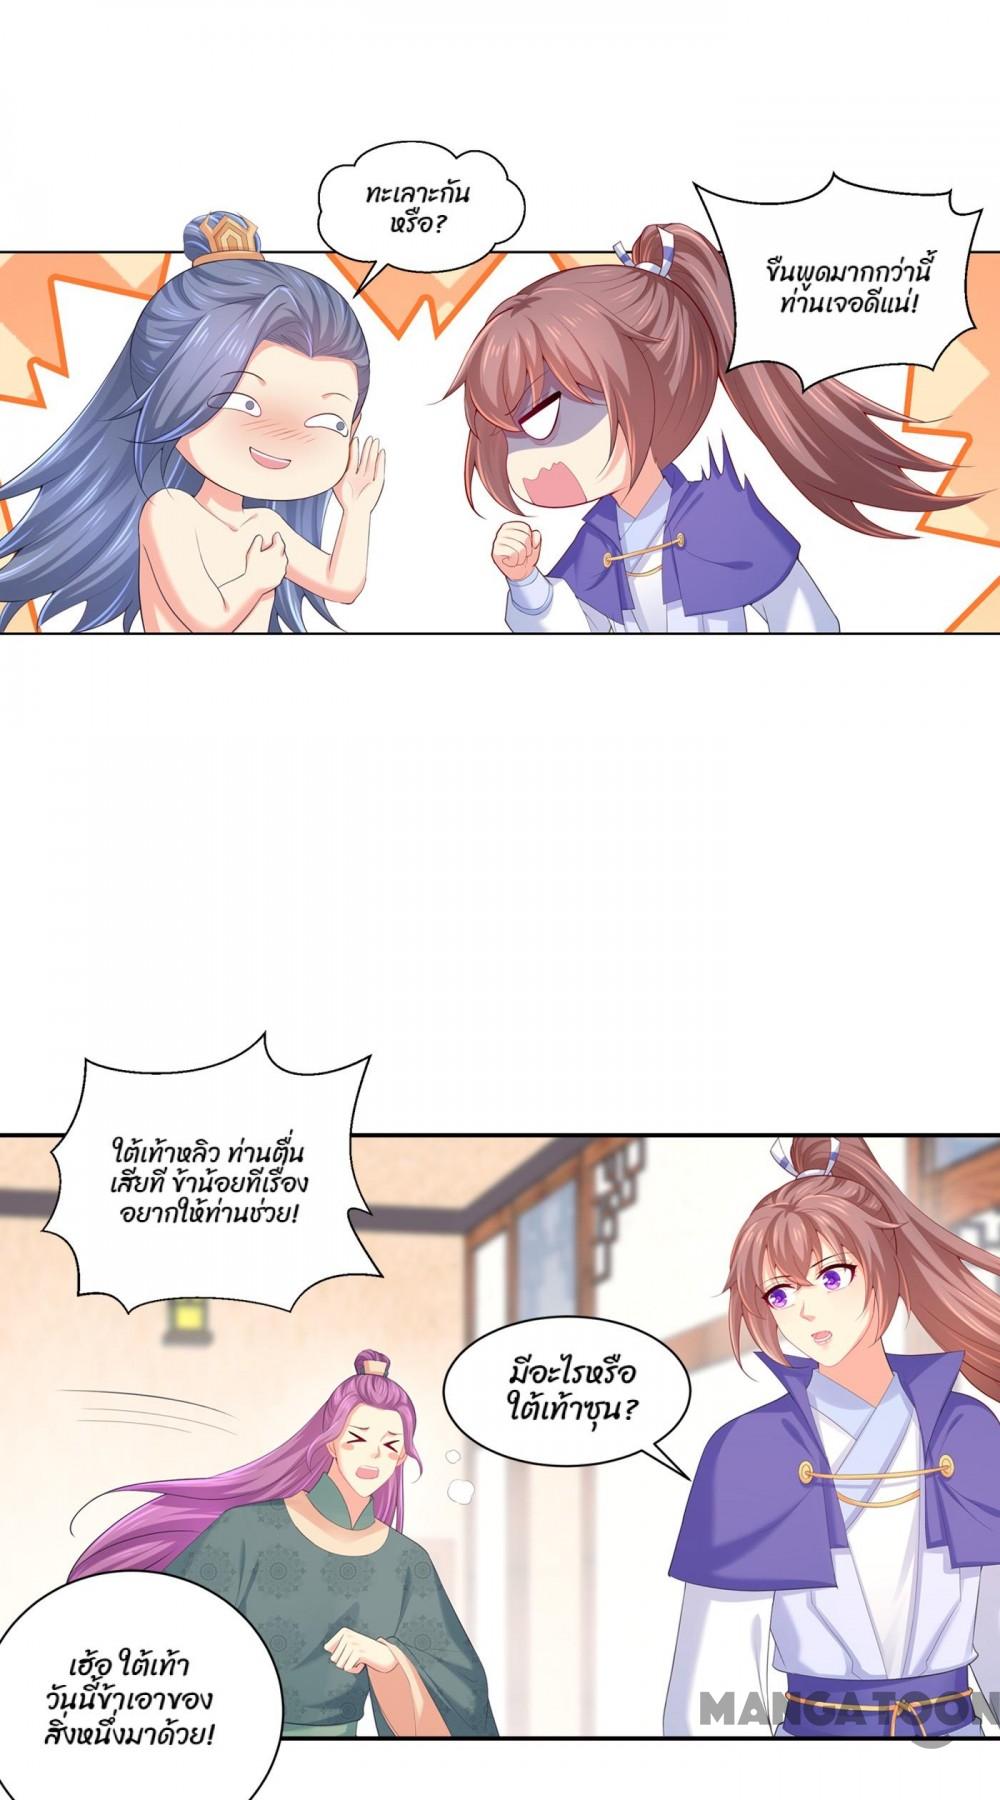 ทะเลาะกัน
หรือ?
ขืนพูดมากกว่านี้
ท่านเจอดีแน่!
ใต้เท้าหลิว ท่านตื่น
เสียที ข้าน้อยทีเรื่อง
อยากให้ท่านช่วย!
มีอะไรหรือ
ใต้เท้าซุน?
เฮ้อ ใต้เท้า
วันนี้ข้าเอาของ
สิ่งหนึ่งมาด้วย!
MANGATOON